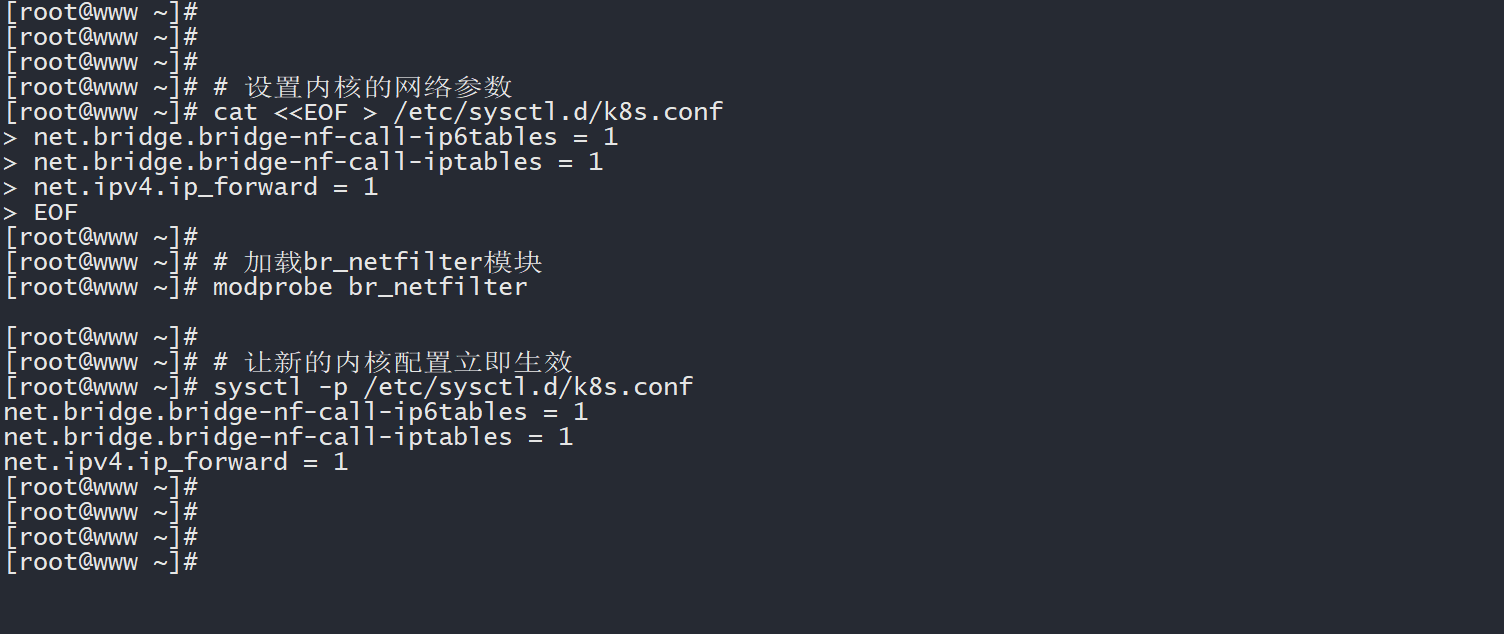 [root@www ~]#
[root@www ~]#
[root@www ~]#
[root@www ~]# # 设置内核的网络参数
[root@www ~]# cat <<EOF > /etc/sysctl.d/k8s.conf
> net.bridge.bridge-nf-call-ip6tables = 1
> net.bridge.bridge-nf-call-iptables = 1
> net.ipv4.ip_forward = 1
> EOF
[root@www ~]#
[root@www ~]# # 加载br_netfilter模块
[root@www ~]# modprobe br_netfilter
[root@www ~]#
[root@www ~]# # 让新的内核配置立即生效
[root@www ~]# sysctl -p /etc/sysctl.d/k8s.conf
net.bridge.bridge-nf-call-ip6tables = 1
net.bridge.bridge-nf-call-iptables = 1
net.ipv4.ip_forward = 1
[root@www ~]#
[root@www ~]#
[root@www ~]#
[root@www ~]#